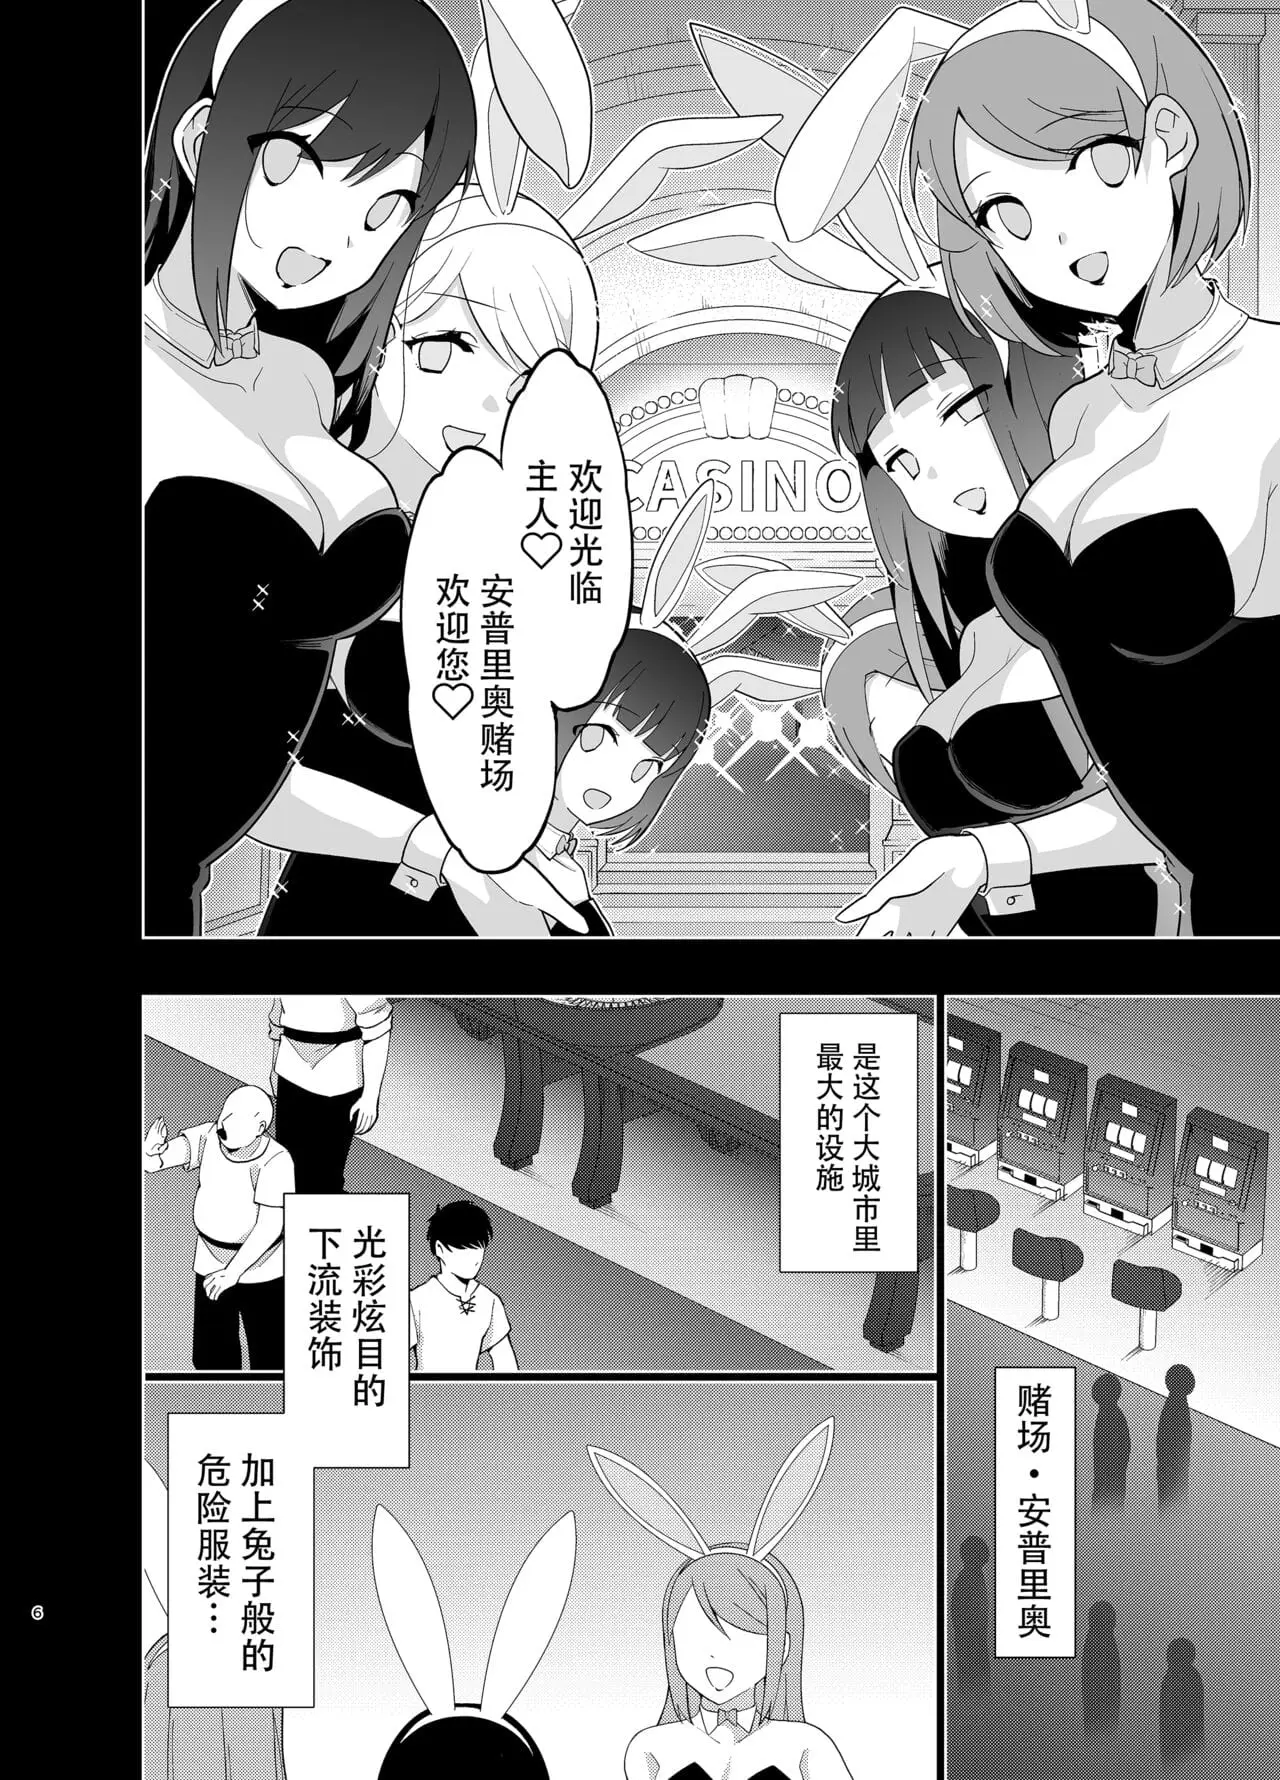 欢迎光临
主人♡
安普里奥赌场
欢迎您♡
CASINO
赌场·安普里奥
是这个大城市里
最大的设施
光彩炫目的
下流装饰
加上兔子般的
危险服装…
6